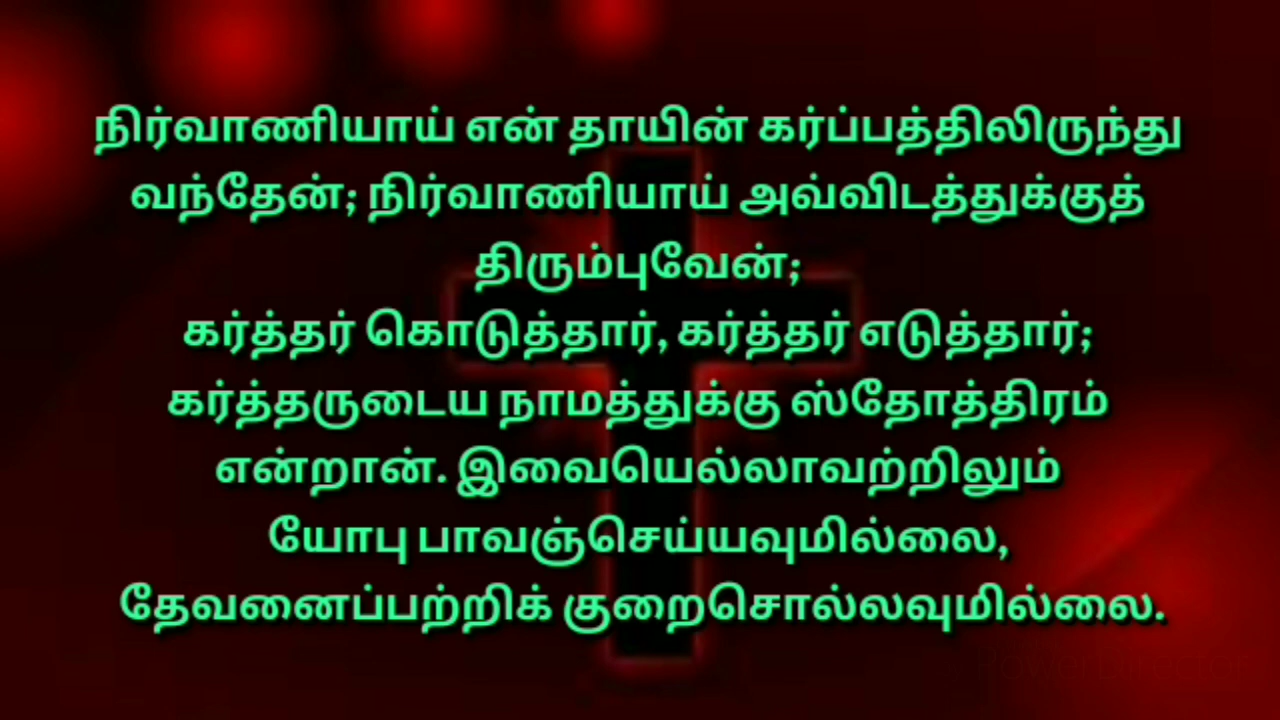 நிர்வாணியாய் என் தாயின் கர்ப்பத்திலிருந்து
வந்தேன்; நிர்வாணியாய் அவ்விடத்துக்குத்
திரும்புவேன்;
கர்த்தர் கொடுத்தார், கர்த்தர் எடுத்தார்;
கர்த்தருடைய நாமத்துக்கு ஸ்தோத்திரம்
என்றான். இவையெல்லாவற்றிலும்
யோபு பாவஞ்செய்யவுமில்லை,
தேவனைப்பற்றிக் குறைசொல்லவுமில்லை.
PowerDirector